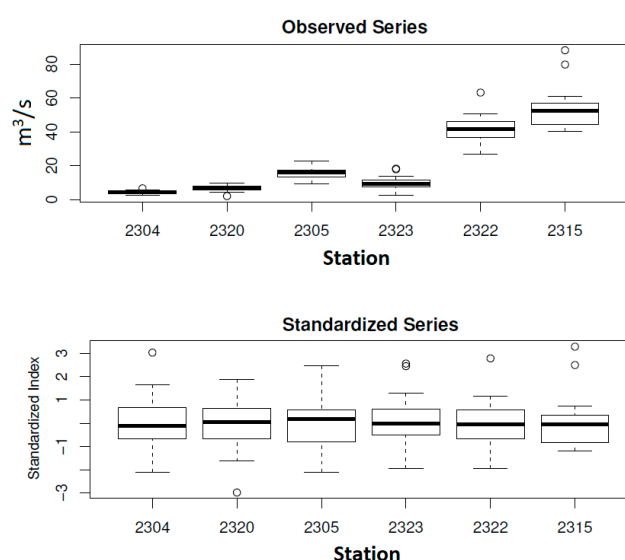 Observed Series
m³/s
80
60
40
20
0
2304 2320 2305 2323 2322 2315
Station
Standardized Series
Standardized Index
3
2
1
-1
-3
2304 2320 2305 2323 2322 2315
Station